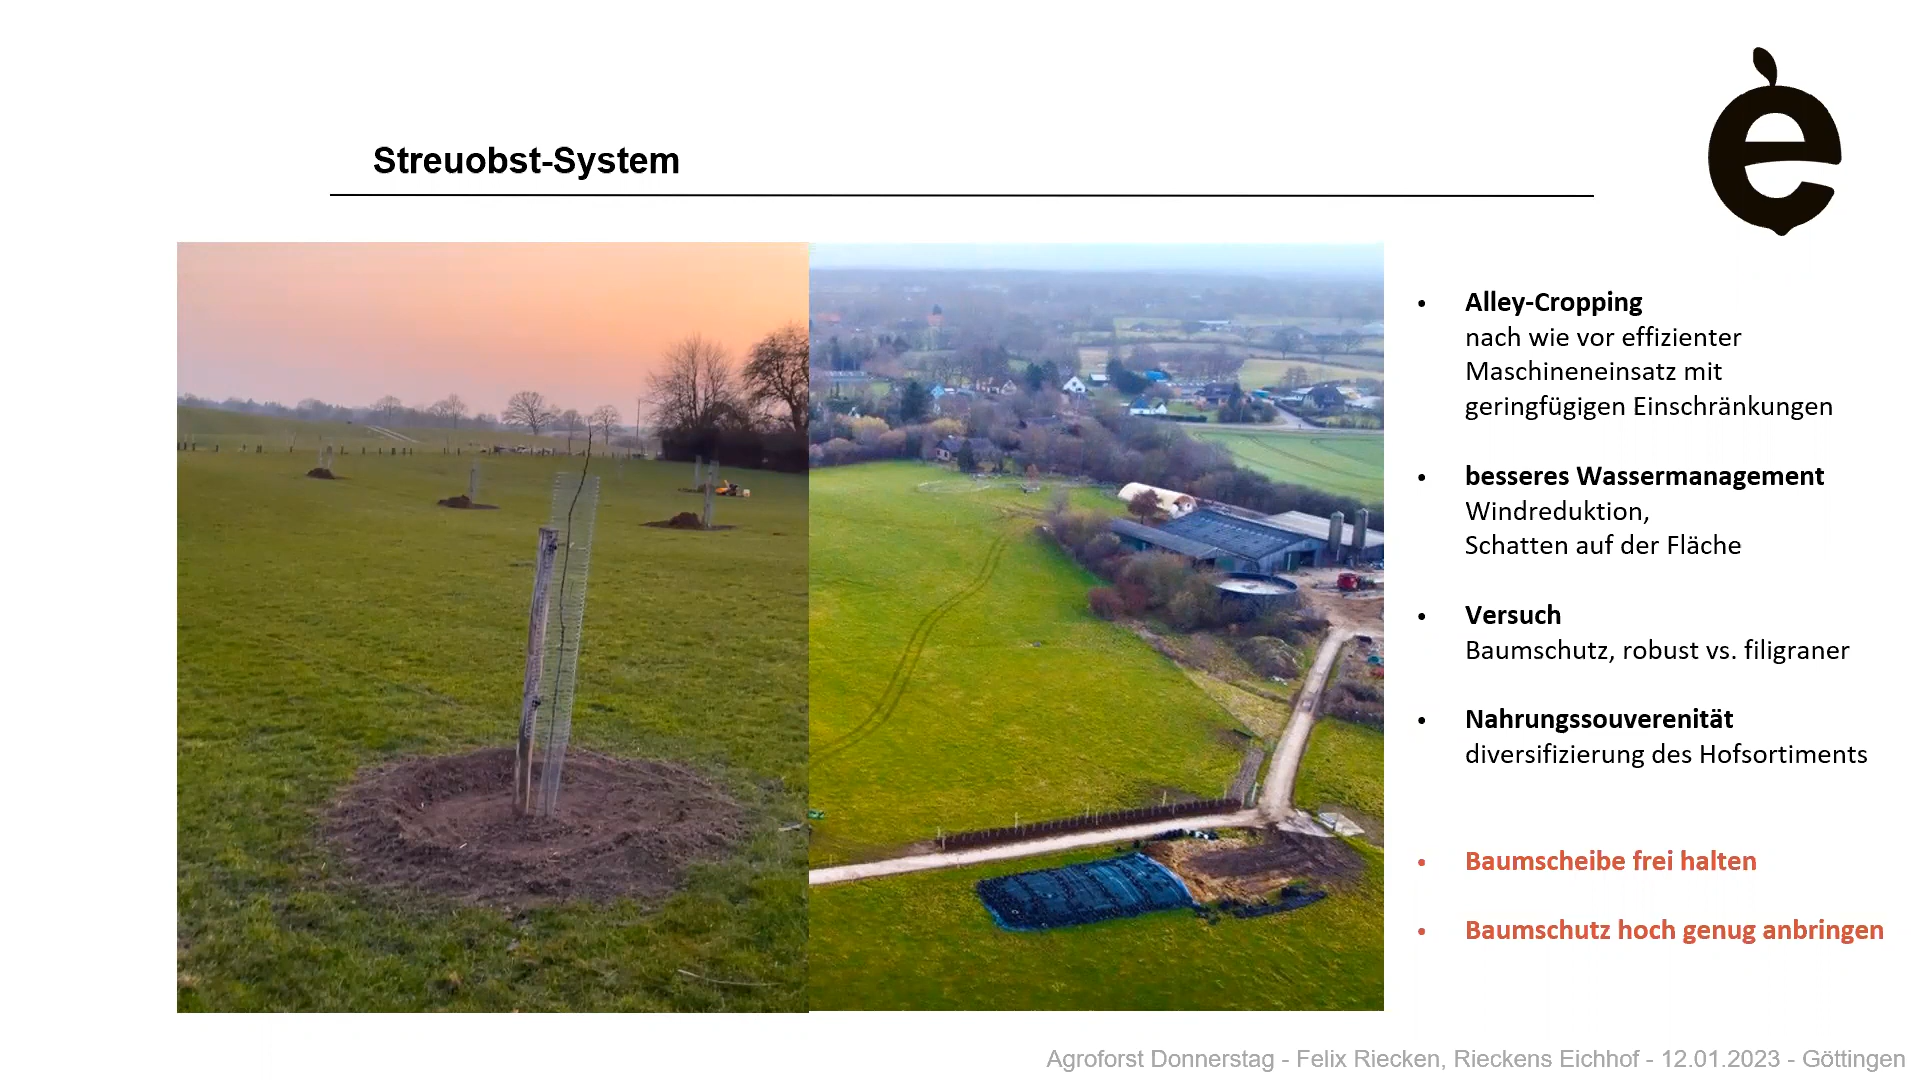 Streuobst-System
e
• Alley-Cropping
nach wie vor effizienter
Maschineneinsatz mit
geringfügigen Einschränkungen
• besseres Wassermanagement
Windreduktion,
Schatten auf der Fläche
• Versuch
Baumschutz, robust vs. filigraner
• Nahrungssouverenität
diversifizierung des Hofsortiments
• Baumscheibe frei halten
• Baumschutz hoch genug anbringen
Agroforst Donnerstag - Felix Riecken, Rieckens Eichhof - 12.01.2023 - Göttingen